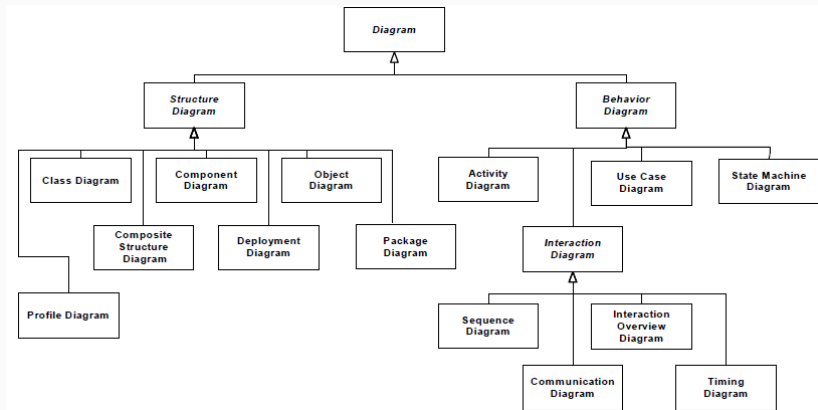 Diagram
Structure
Diagram
Behavior
Diagram
Class Diagram
Component
Diagram
Object
Diagram
Activity
Diagram
Use Case
Diagram
State Machine
Diagram
Composite
Structure
Diagram
Deployment
Diagram
Package
Diagram
Interaction
Diagram
Profile Diagram
Sequence
Diagram
Interaction
Overview
Diagram
Communication
Diagram
Timing
Diagram